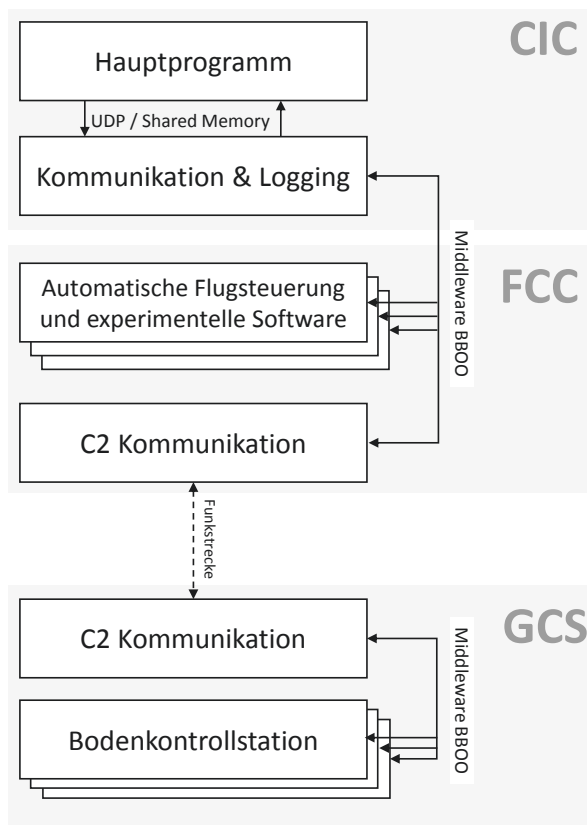 CIC
Hauptprogramm
UDP / Shared Memory
Kommunikation & Logging
Middleware BBOO
FCC
Automatische Flugsteuerung
und experimentelle Software
C2 Kommunikation
Funkstrecke
GCS
C2 Kommunikation
Middleware BBOO
Bodenkontrollstation